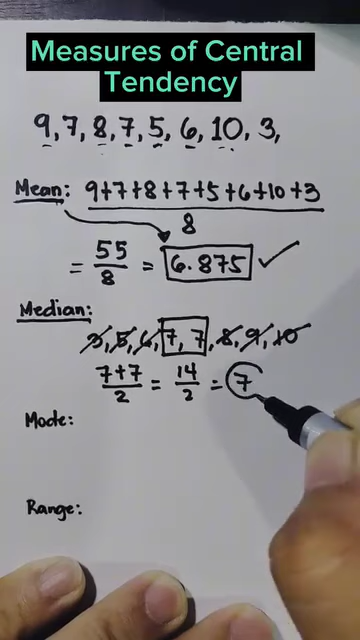 Measures of Central
Tendency
9, 7, 8, 7, 5, 6, 10, 3,
Mean: 9+7+8+7+5+6+10+3
8
= 55/8 = 6.875 ✓
Median:
3, 5, 6, 7, 7, 8, 9, 10
7+7/2 = 14/2 = 7
Mode:
Range: